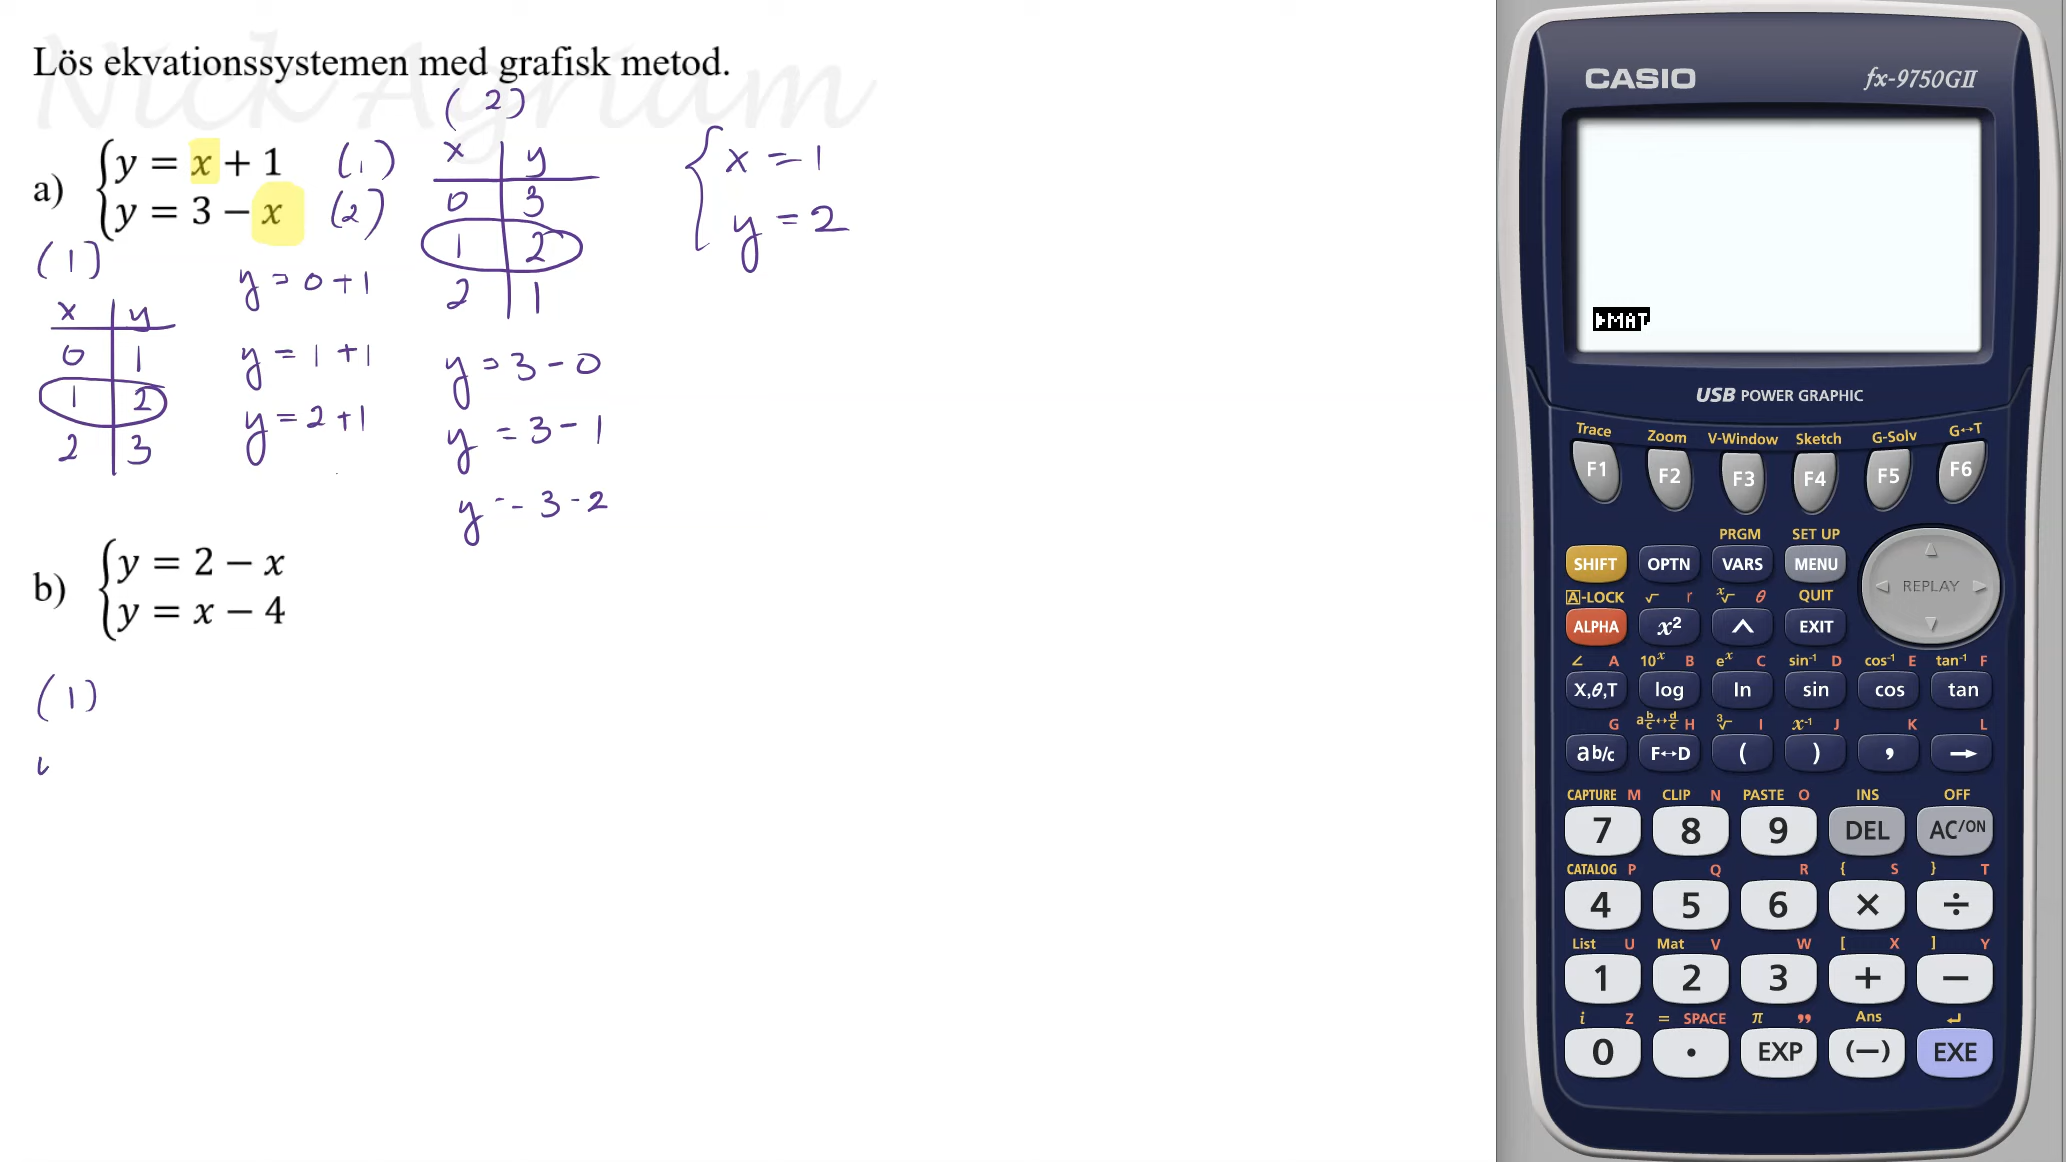 Nick Agnam
Lös ekvationssystemen med grafisk metod.
a) { y = x + 1 (1)
y = 3 − x (2)
(1)
x | y
0 | 1
1 | 2
2 | 3
y = 0 + 1
y = 1 + 1
y = 2 + 1
(2)
x | y
0 | 3
1 | 2
2 | 1
y = 3 - 0
y = 3 - 1
y = 3 - 2
{ x = 1
y = 2
b) { y = 2 − x
y = x − 4
(1)
CASIO fx-9750GII
▶MAT
USB POWER GRAPHIC
Trace Zoom V-Window Sketch G-Solv G↔T
F1 F2 F3 F4 F5 F6
PRGM SET UP
SHIFT OPTN VARS MENU
REPLAY
A-LOCK √ r ˣ√ θ QUIT
ALPHA x² ^ EXIT
∠ A 10ˣ B eˣ C sin⁻¹ D cos⁻¹ E tan⁻¹ F
X,θ,T log ln sin cos tan
G a b/c↔d/c H ³√ I x⁻¹ J K L
a b/c F↔D ( ) , →
CAPTURE M CLIP N PASTE O INS OFF
7 8 9 DEL AC/ON
CATALOG P Q R { S } T
4 5 6 × ÷
List U Mat V W [ X ] Y
1 2 3 + −
i Z = SPACE π " Ans ↵
0 . EXP (−) EXE